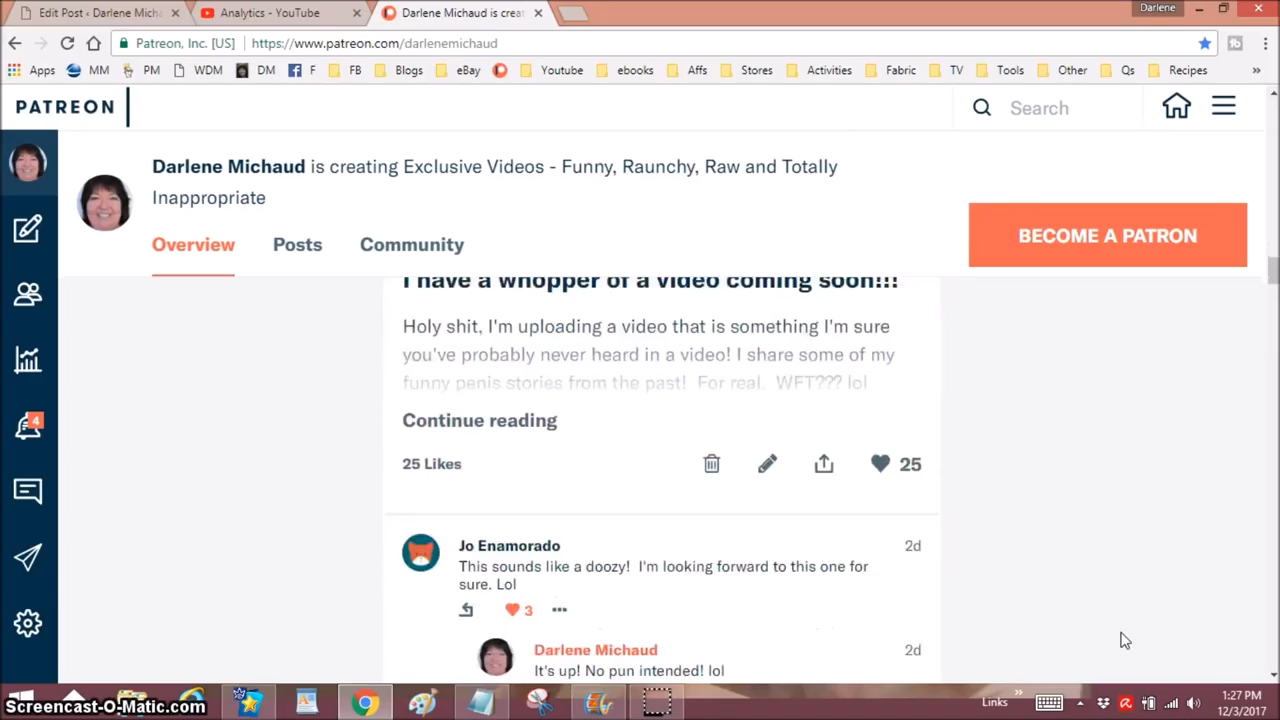 Edit Post ‹ Darlene Mich
Analytics - YouTube
Darlene Michaud is crea
Darlene
Patreon, Inc. [US]
https://www.patreon.com/darlenemichaud
Apps
MM
PM
WDM
DM
F
FB
Blogs
eBay
Youtube
ebooks
Affs
Stores
Activities
Fabric
TV
Tools
Other
Qs
Recipes
»
PATREON
Search
Darlene Michaud is creating Exclusive Videos - Funny, Raunchy, Raw and Totally
Inappropriate
Overview
Posts
Community
BECOME A PATRON
I have a whopper of a video coming soon!!!
Holy shit, I'm uploading a video that is something I'm sure
you've probably never heard in a video! I share some of my
funny penis stories from the past! For real. WFT??? lol
Continue reading
25 Likes
25
4
Jo Enamorado
2d
This sounds like a doozy! I'm looking forward to this one for
sure. Lol
3
Darlene Michaud
2d
It's up! No pun intended! lol
Screencast-O-Matic.com
Links
»
1:27 PM
12/3/2017